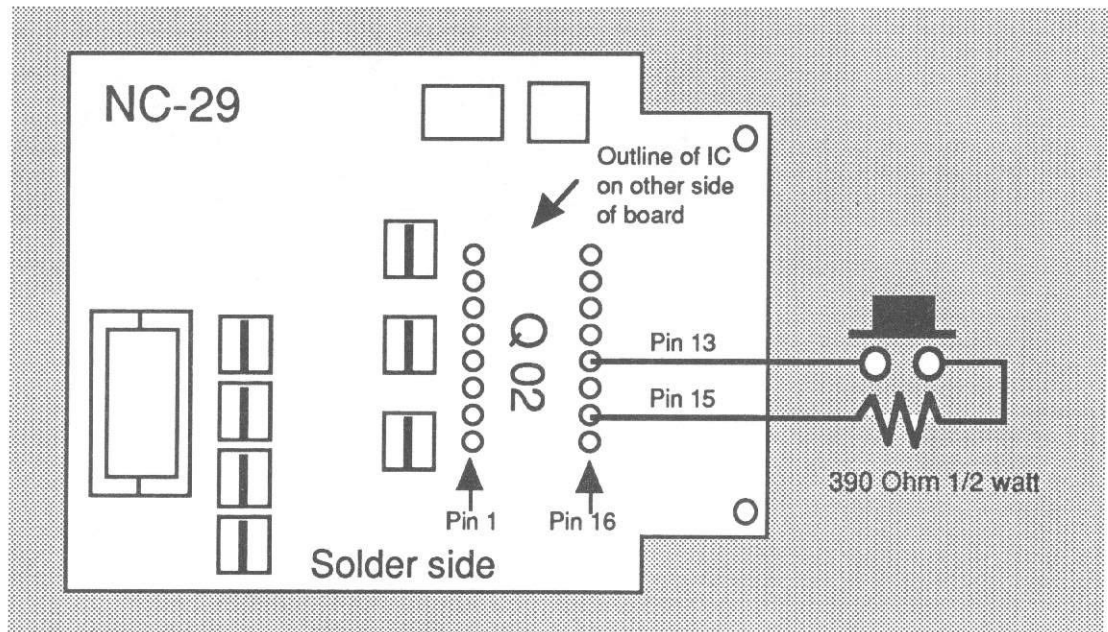 NC-29
Outline of IC
on other side
of board
Q 02
Pin 13
Pin 15
390 Ohm 1/2 watt
Pin 1
Pin 16
Solder side